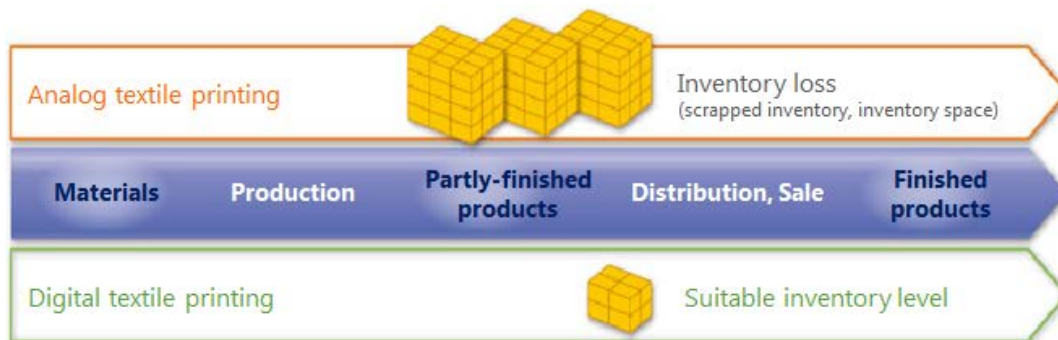 Analog textile printing
Inventory loss
(scrapped inventory, inventory space)
Materials
Production
Partly-finished
products
Distribution, Sale
Finished
products
Digital textile printing
Suitable inventory level